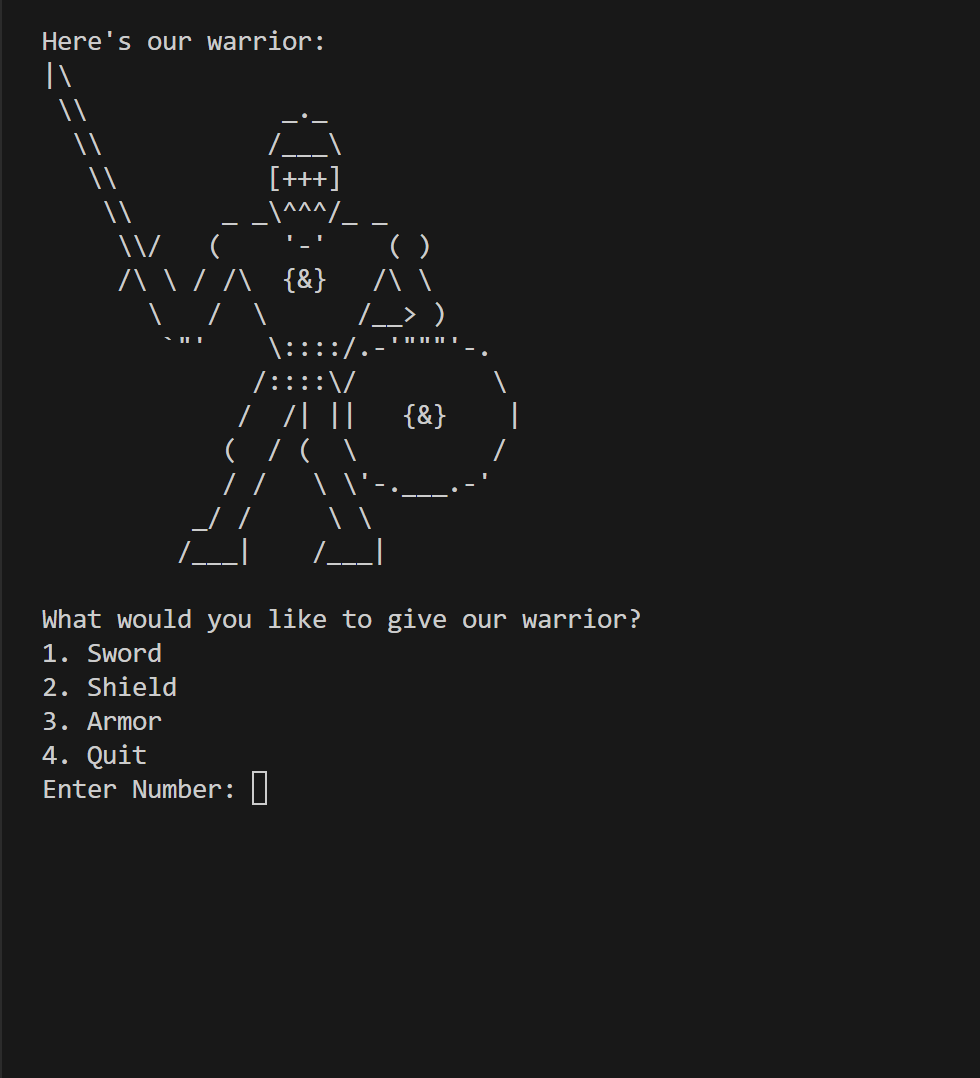 Here's our warrior:
|\
 \\             _._
  \\           /___\
   \\          [+++]
    \\      _ _\^^^/_ _
     \\/   (    '-'    ( )
     /\ \ / /\  {&}   /\ \
       \   /  \      /__> )
        `"'    \::::/.-'"""'-.
              /::::\/         \
             /  /| ||   {&}    |
            (  / (  \         /
            / /   \ \'-.___.-'
          _/ /     \ \
         /___|    /___|
What would you like to give our warrior?
1. Sword
2. Shield
3. Armor
4. Quit
Enter Number: